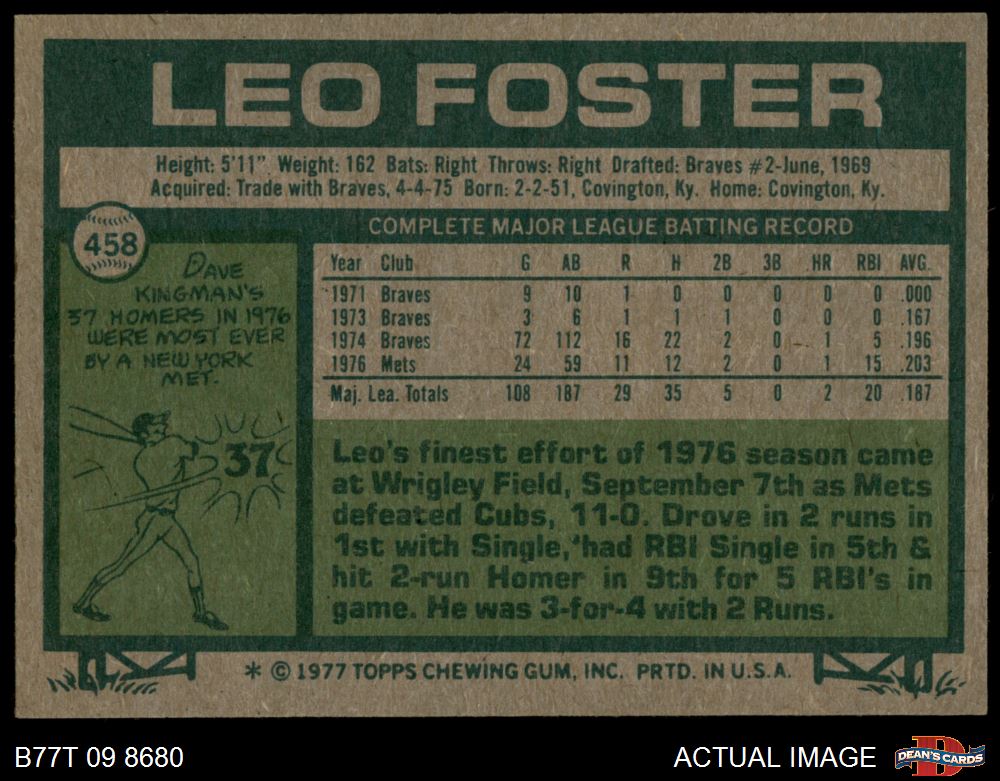 LEO FOSTER
Height: 5'11" Weight: 162 Bats: Right Throws: Right Drafted: Braves #2-June, 1969
Acquired: Trade with Braves, 4-4-75 Born: 2-2-51, Covington, Ky. Home: Covington, Ky.
458
DAVE
KINGMAN'S
37 HOMERS IN 1976
WERE MOST EVER
BY A NEW YORK
MET.
37
COMPLETE MAJOR LEAGUE BATTING RECORD
Year Club G AB R H 2B 3B HR RBI AVG.
1971 Braves 9 10 1 0 0 0 0 0 .000
1973 Braves 3 6 1 1 1 0 0 0 .167
1974 Braves 72 112 16 22 2 0 1 5 .196
1976 Mets 24 59 11 12 2 0 1 15 .203
Maj. Lea. Totals 108 187 29 35 5 0 2 20 .187
Leo's finest effort of 1976 season came
at Wrigley Field, September 7th as Mets
defeated Cubs, 11-0. Drove in 2 runs in
1st with Single, had RBI Single in 5th &
hit 2-run Homer in 9th for 5 RBI's in
game. He was 3-for-4 with 2 Runs.
* © 1977 TOPPS CHEWING GUM, INC. PRTD. IN U.S.A.
B77T 09 8680
ACTUAL IMAGE
D
DEAN'S CARDS